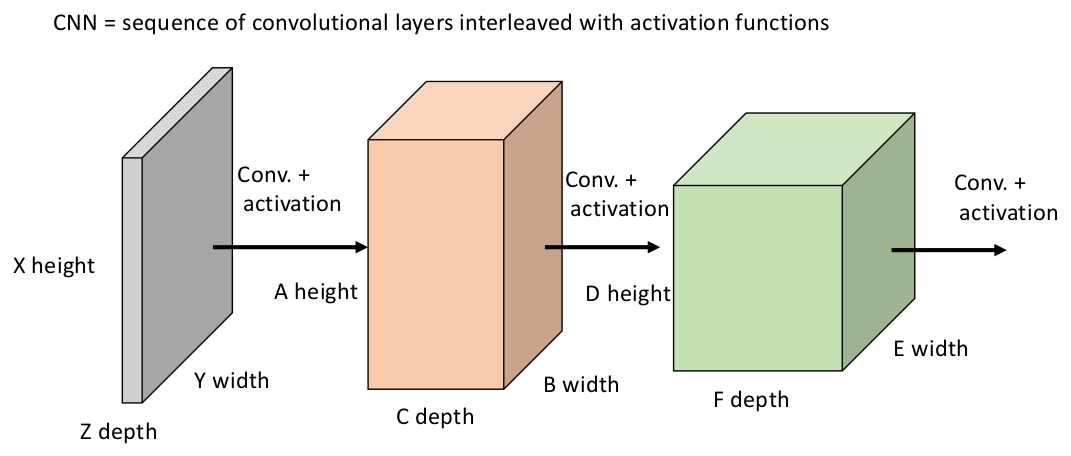 CNN = sequence of convolutional layers interleaved with activation functions
Conv. +
activation
Conv. +
activation
Conv. +
activation
X height
A height
D height
Y width
B width
E width
Z depth
C depth
F depth